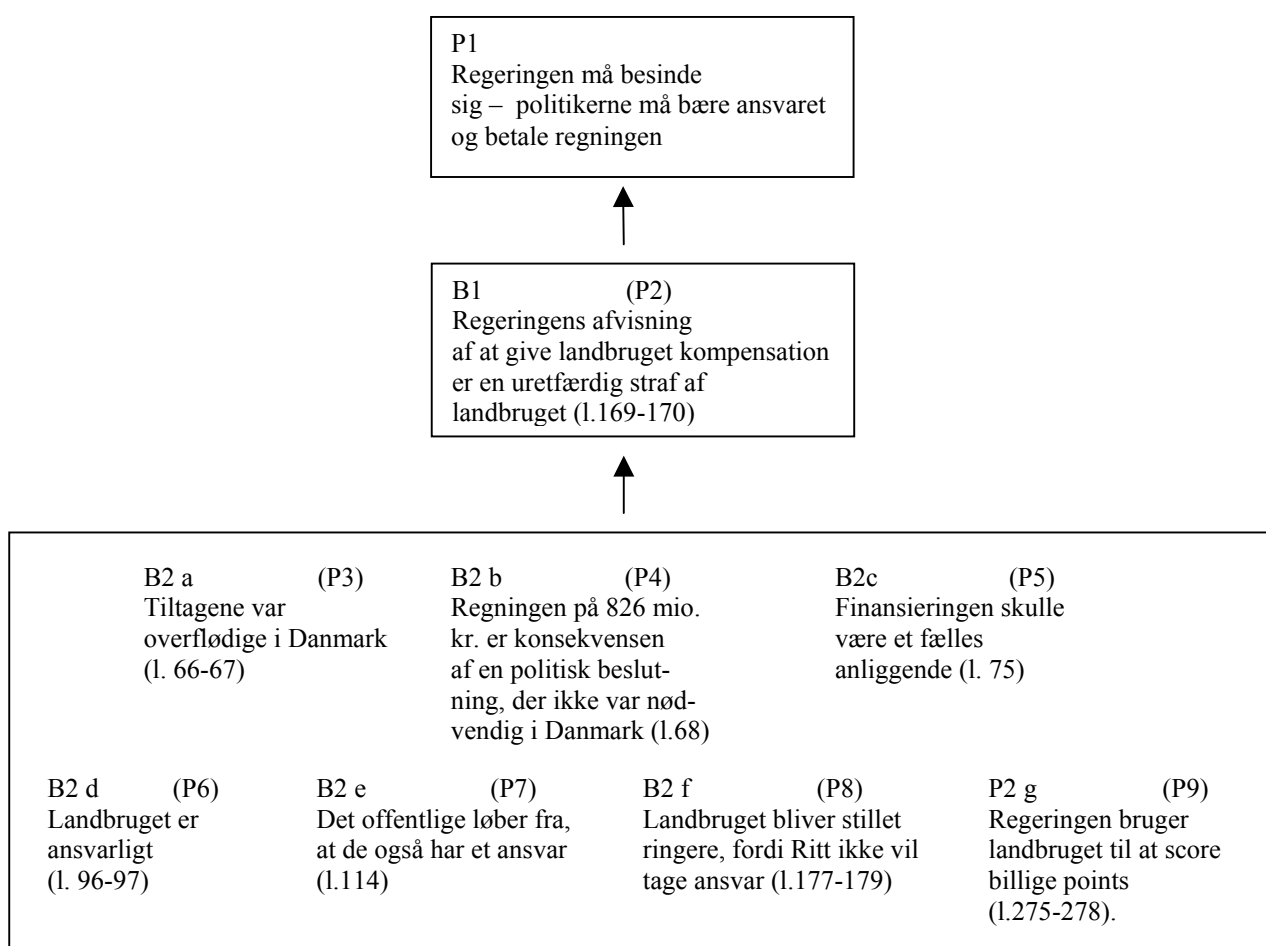 P1
Regeringen må besinde
sig – politikerne må bære ansvaret
og betale regningen
B1 (P2)
Regeringens afvisning
af at give landbruget kompensation
er en uretfærdig straf af
landbruget (l.169-170)
B2 a (P3)
Tiltagene var
overflødige i Danmark
(l. 66-67)
B2 b (P4)
Regningen på 826 mio.
kr. er konsekvensen
af en politisk beslut-
ning, der ikke var nød-
vendig i Danmark (l.68)
B2c (P5)
Finansieringen skulle
være et fælles
anliggende (l. 75)
B2 d (P6)
Landbruget er
ansvarligt
(l. 96-97)
B2 e (P7)
Det offentlige løber fra,
at de også har et ansvar
(l.114)
B2 f (P8)
Landbruget bliver stillet
ringere, fordi Ritt ikke vil
tage ansvar (l.177-179)
P2 g (P9)
Regeringen bruger
landbruget til at score
billige points
(l.275-278).